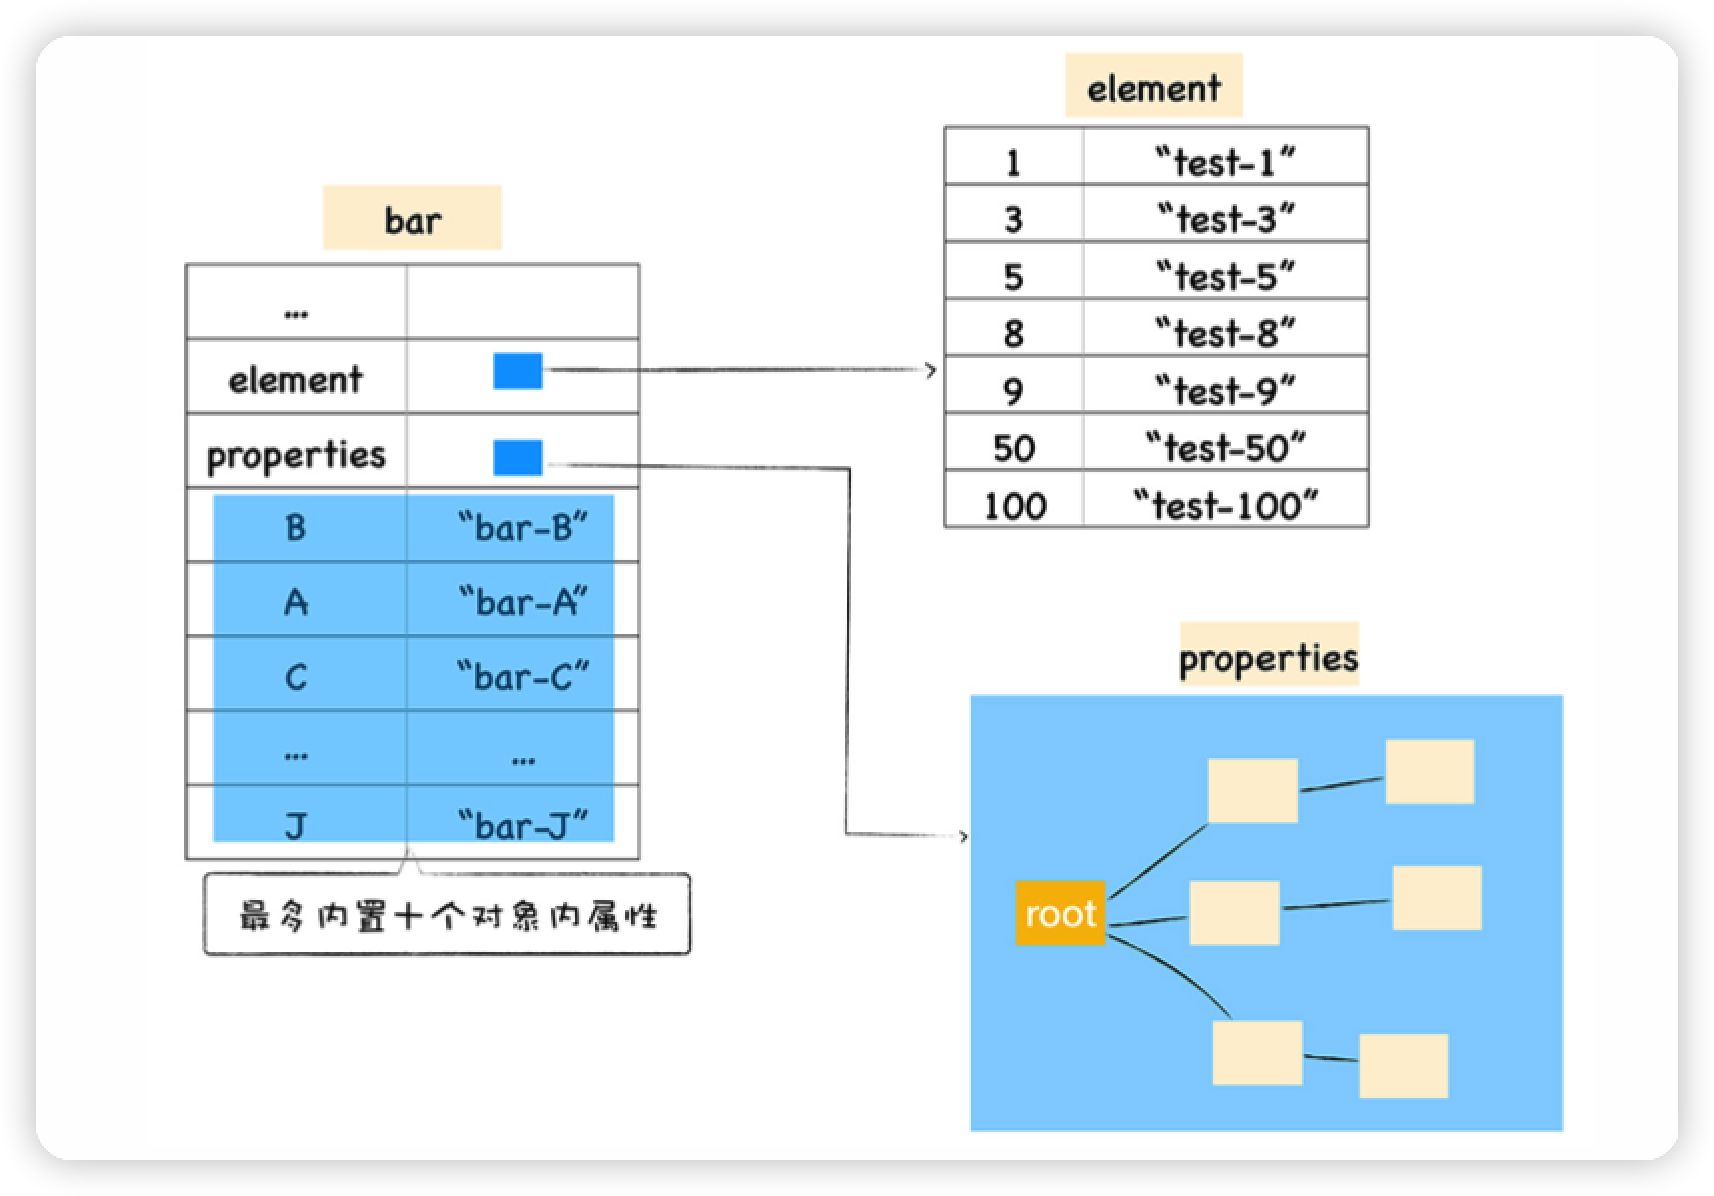 bar
...
element
properties
B "bar-B"
A "bar-A"
C "bar-C"
... ...
J "bar-J"
最多内置十个对象内属性
element
1 "test-1"
3 "test-3"
5 "test-5"
8 "test-8"
9 "test-9"
50 "test-50"
100 "test-100"
properties
root